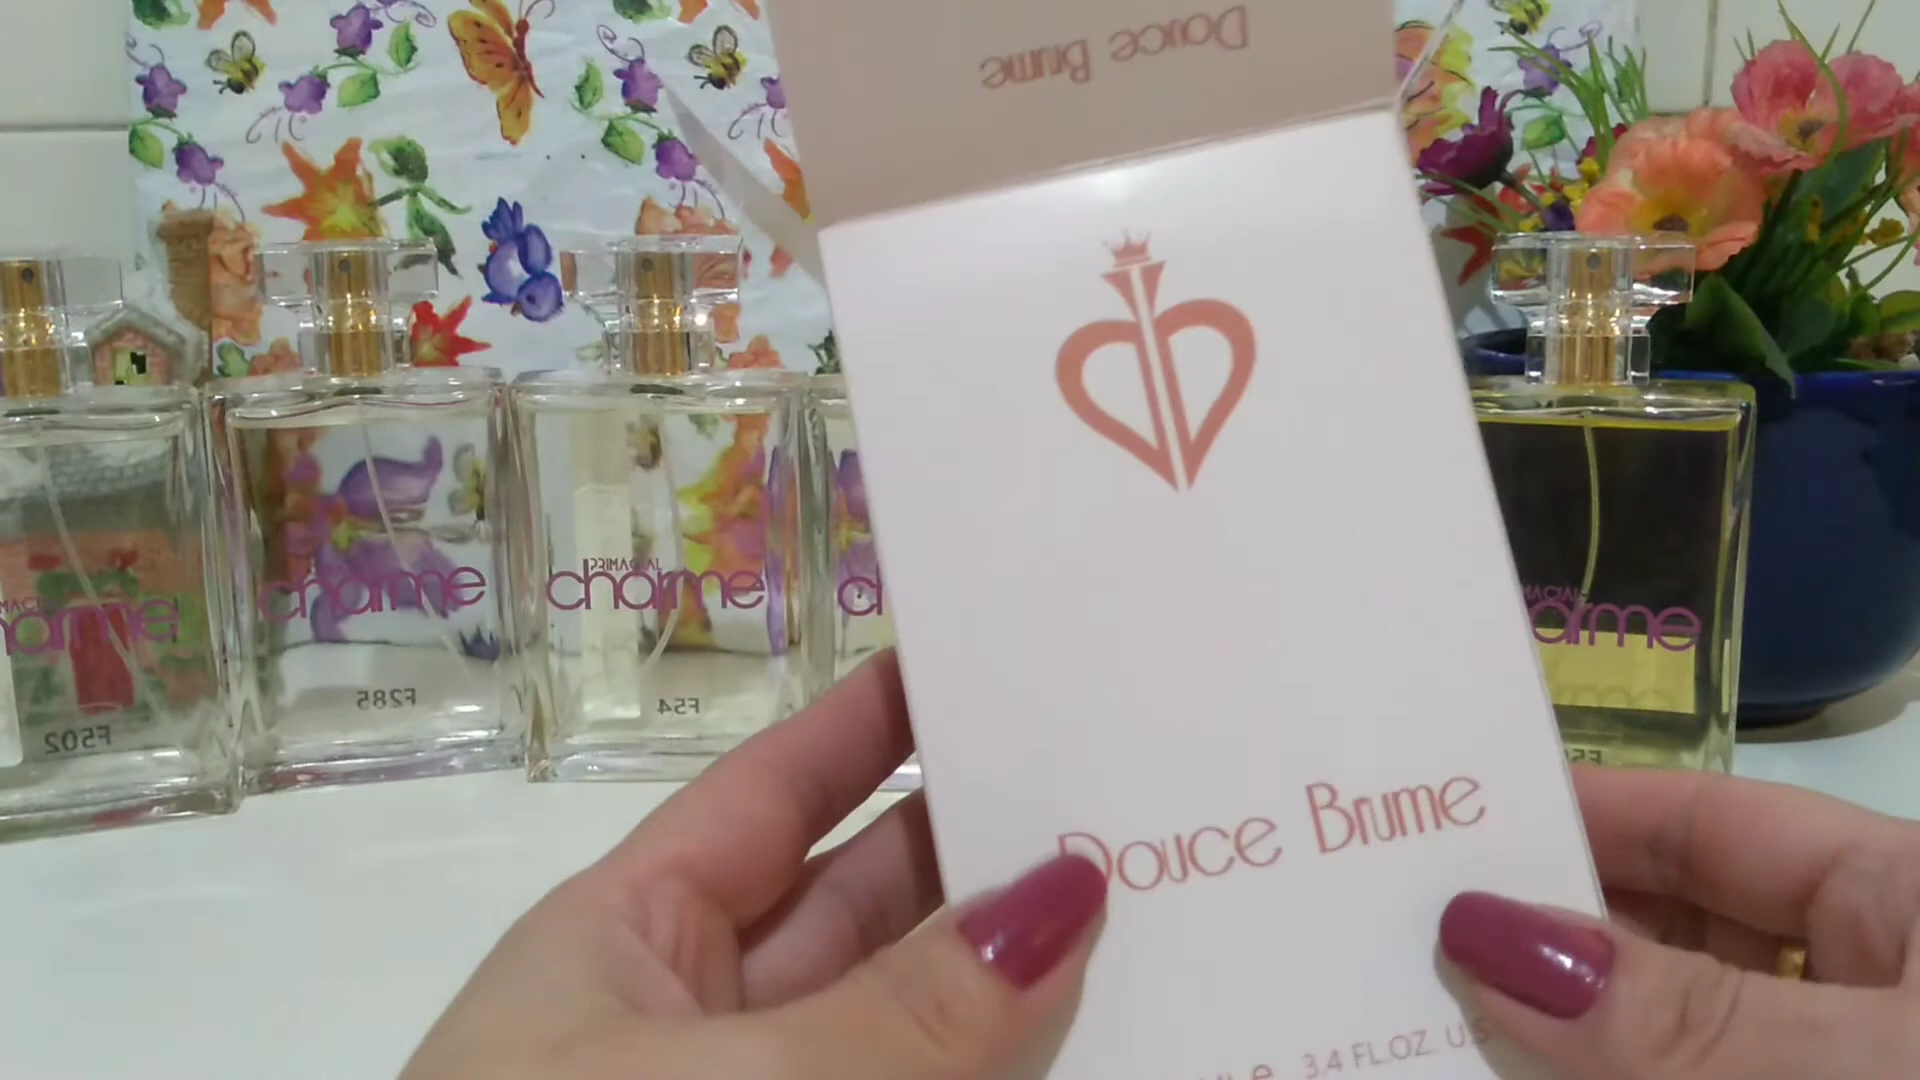 Douce Brume
PRIMACIAL
charme
charme
charme
F285
F54
F502
Douce Brume
3.4 FL.OZ. U.S